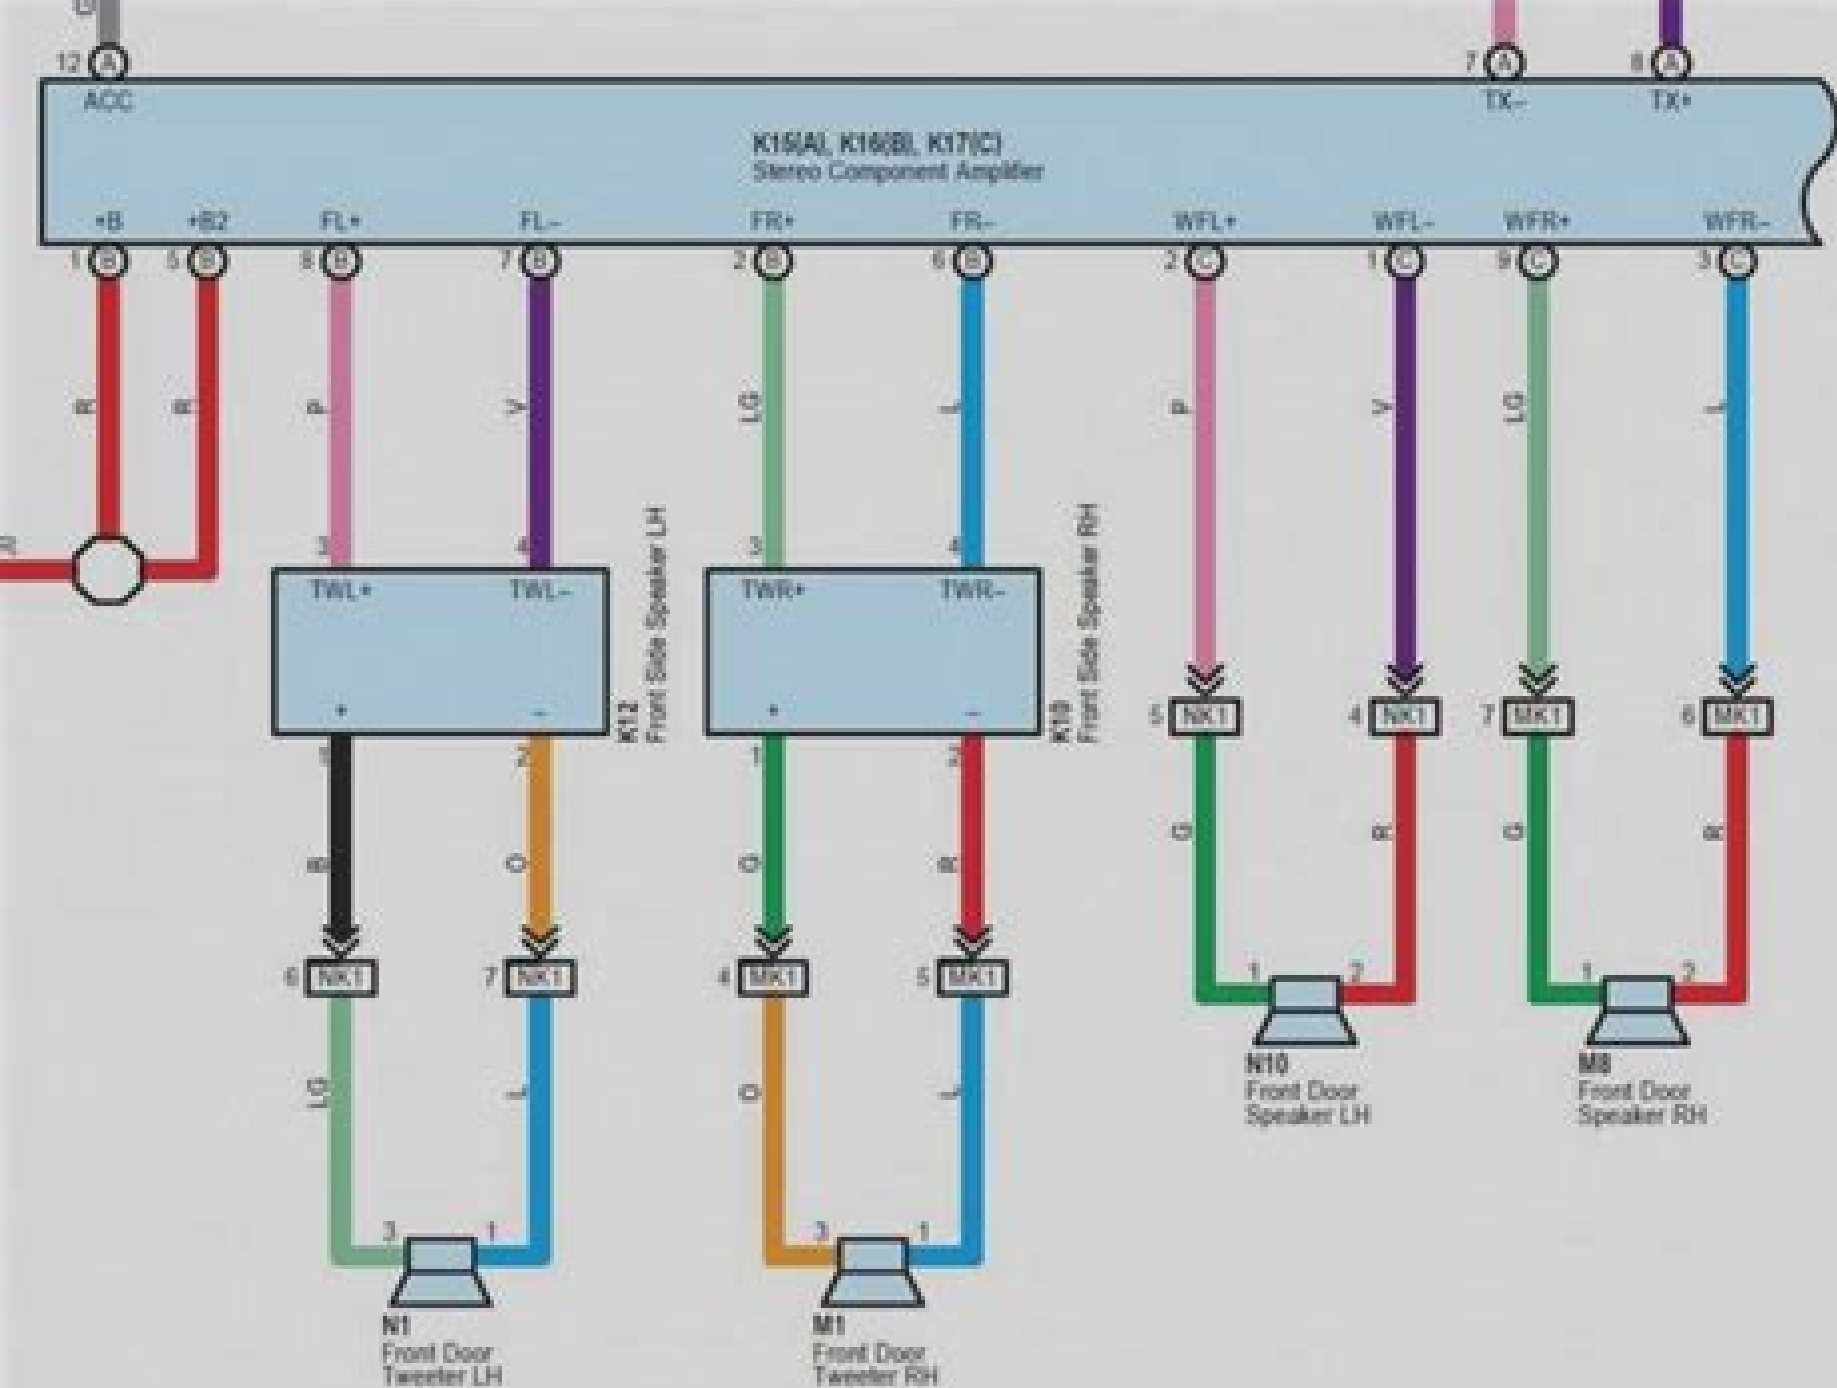 12 A
7 A
8 A
ACC
TX-
TX+
K15(A), K16(B), K17(C)
Stereo Component Amplifier
+B
+B2
FL+
FL-
FR+
FR-
WFL+
WFL-
WFR+
WFR-
1 B
5 B
8 B
7 B
2 B
6 B
2 C
1 C
9 C
3 C
R
R
P
V
LG
L
P
V
LG
L
3
4
3
4
TWL+
TWL-
TWR+
TWR-
+
-
+
-
K12
Front Side Speaker LH
K10
Front Side Speaker RH
5 NK1
4 NK1
7 MK1
6 MK1
2
1
2
B
O
G
R
G
R
G
R
6 NK1
7 NK1
4 MK1
5 MK1
1
2
1
2
N10
Front Door
Speaker LH
M8
Front Door
Speaker RH
LG
L
O
L
3
1
3
1
N1
Front Door
Tweeter LH
M1
Front Door
Tweeter RH